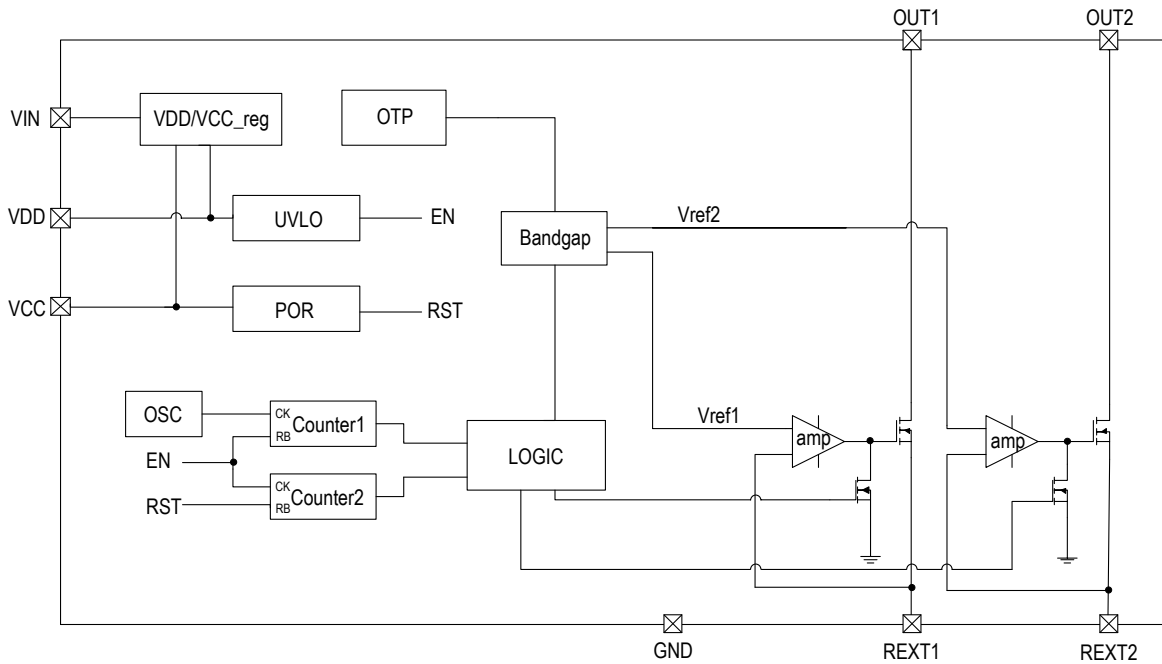 OUT1
OUT2
VIN
VDD/VCC_reg
OTP
VDD
UVLO
EN
Bandgap
Vref2
VCC
POR
RST
OSC
CK
RB
Counter1
Vref1
amp
amp
EN
LOGIC
CK
RB
Counter2
RST
GND
REXT1
REXT2